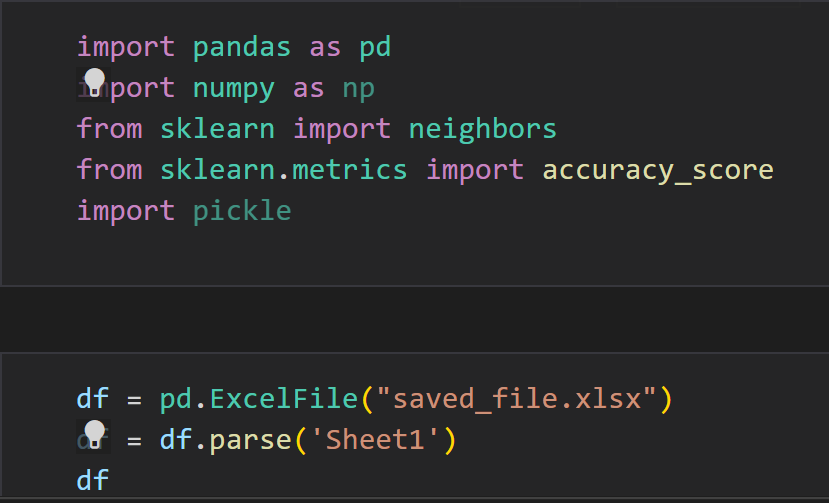 import pandas as pd
import numpy as np
from sklearn import neighbors
from sklearn.metrics import accuracy_score
import pickle
df = pd.ExcelFile("saved_file.xlsx")
df = df.parse('Sheet1')
df